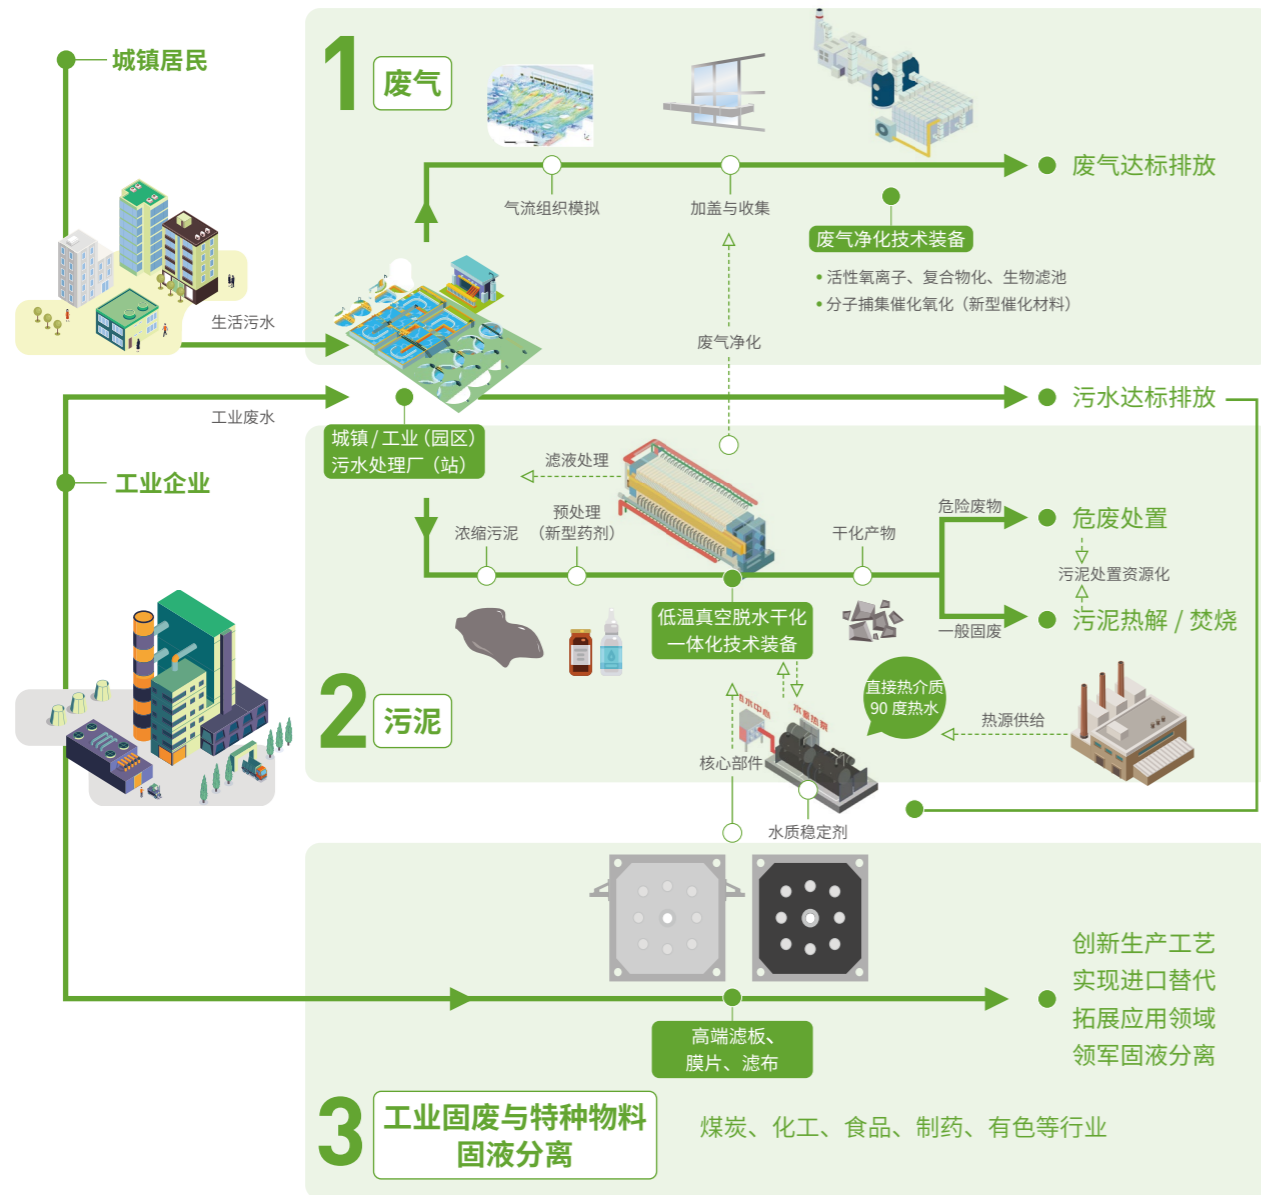 城镇居民
1
废气
气流组织模拟
加盖与收集
废气净化技术装备
• 活性氧离子、复合物化、生物滤池
• 分子捕集催化氧化（新型催化材料）
废气达标排放
生活污水
废气净化
工业废水
污水达标排放
工业企业
城镇 / 工业（园区）
污水处理厂（站）
滤液处理
浓缩污泥
预处理
（新型药剂）
干化产物
危险废物
危废处置
污泥处置资源化
一般固废
污泥热解 / 焚烧
低温真空脱水干化
一体化技术装备
2
污泥
直接热介质
90 度热水
热源供给
水源热泵
核心部件
水质稳定剂
高端滤板、
膜片、滤布
创新生产工艺
实现进口替代
拓展应用领域
领军固液分离
3
工业固废与特种物料
固液分离
煤炭、化工、食品、制药、有色等行业